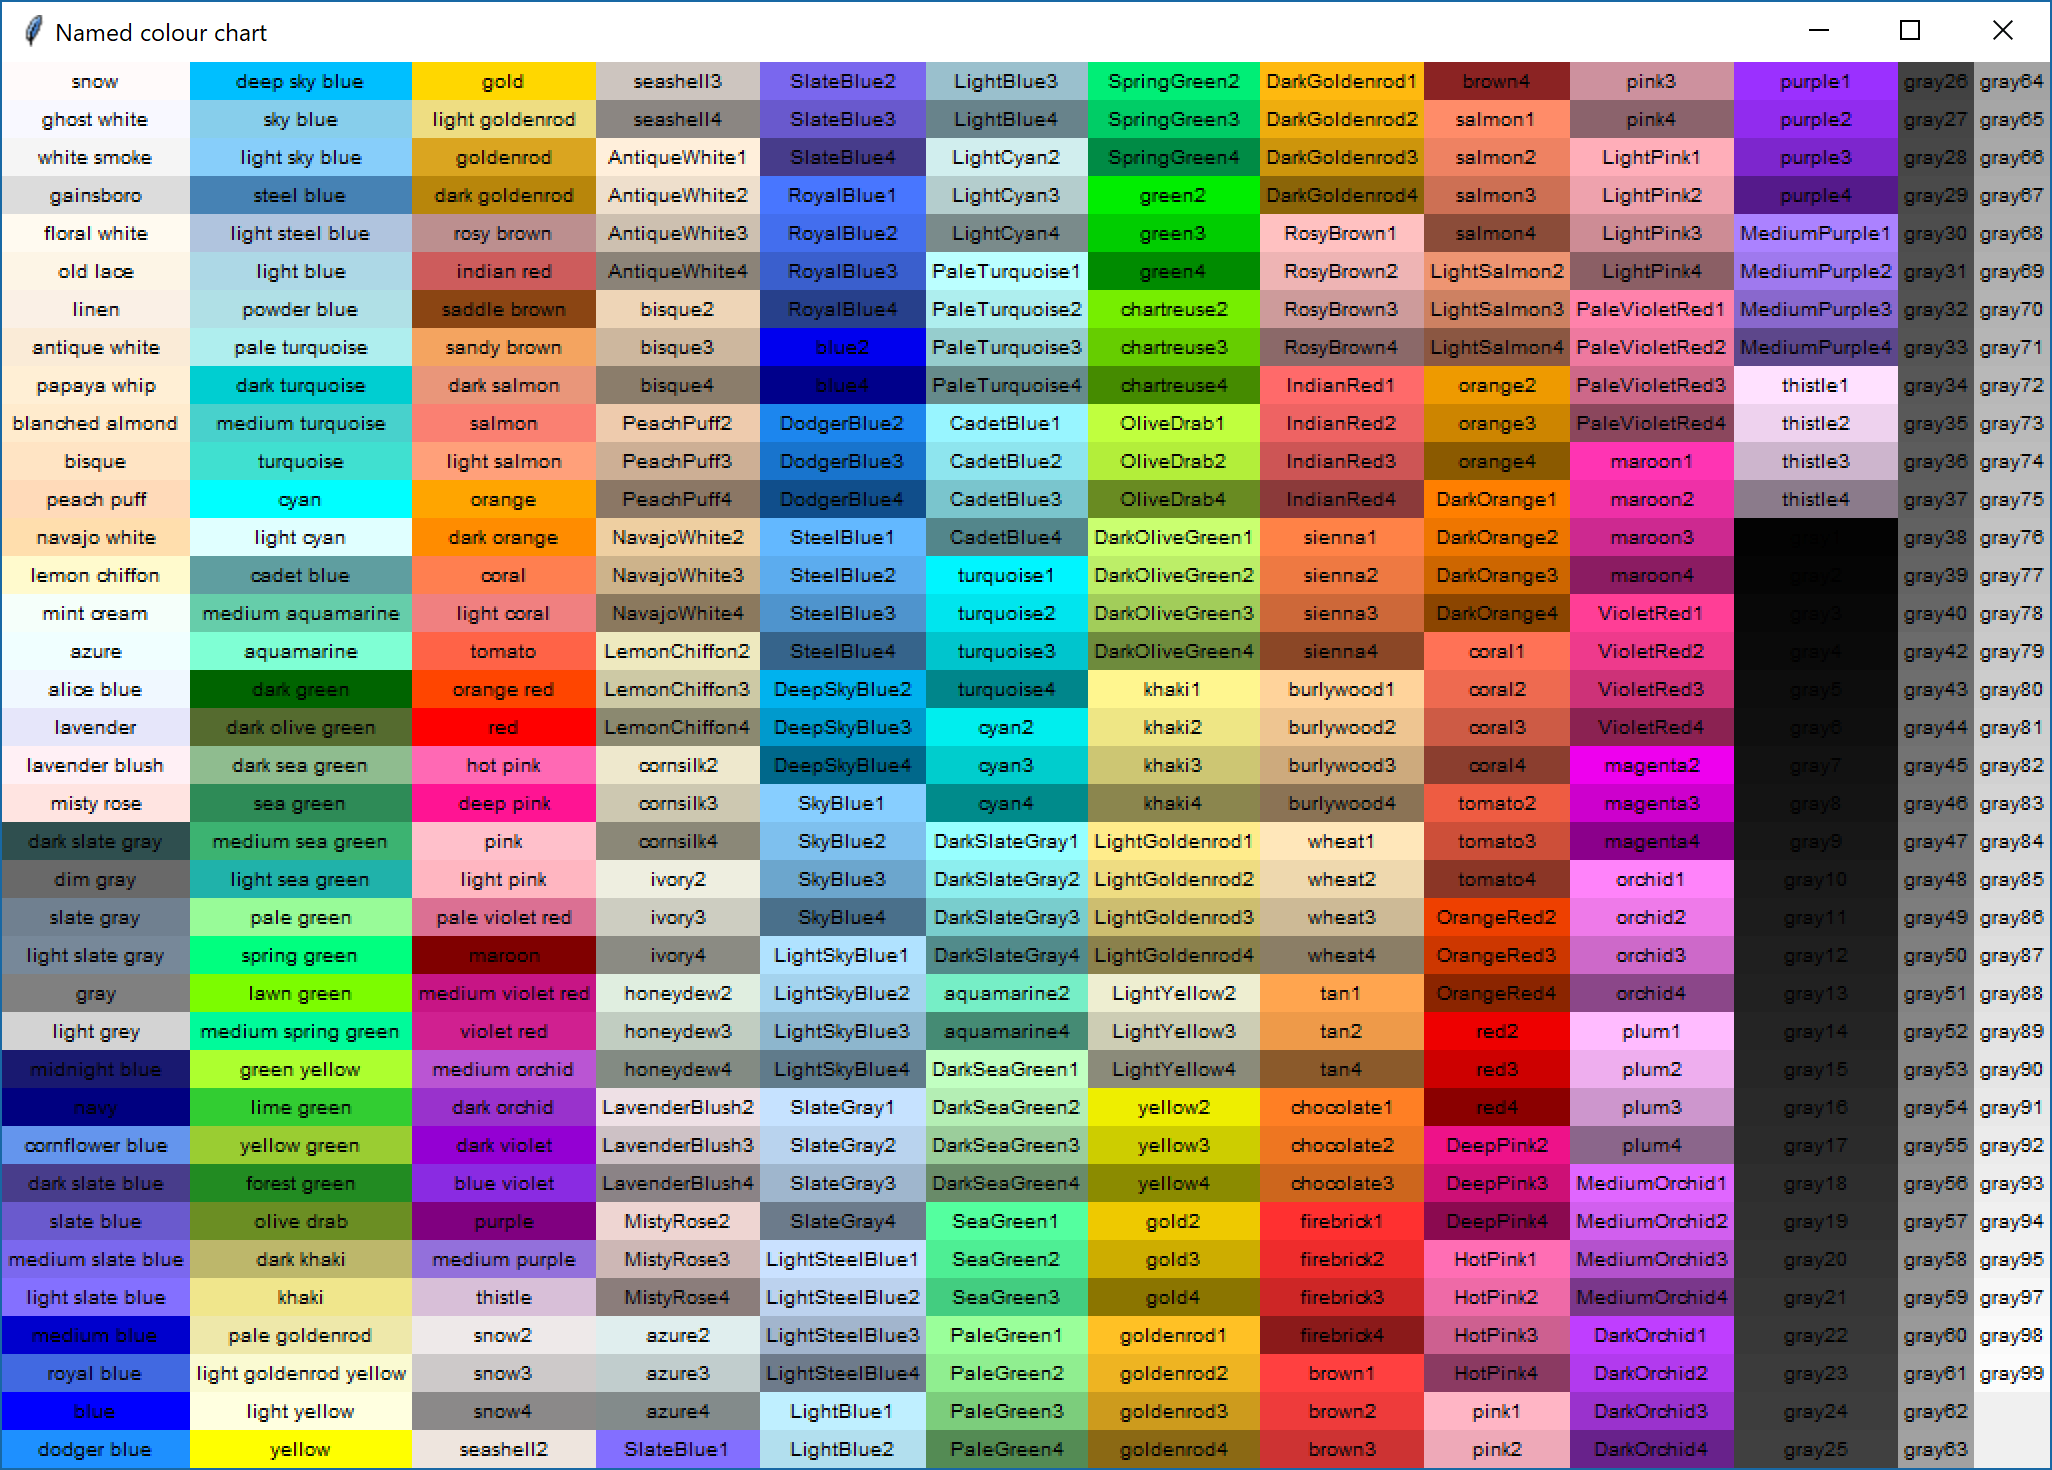 Named colour chart
snow
ghost white
white smoke
gainsboro
floral white
old lace
linen
antique white
papaya whip
blanched almond
bisque
peach puff
navajo white
lemon chiffon
mint cream
azure
alice blue
lavender
lavender blush
misty rose
dark slate gray
dim gray
slate gray
light slate gray
gray
light grey
midnight blue
navy
cornflower blue
dark slate blue
slate blue
medium slate blue
light slate blue
medium blue
royal blue
blue
dodger blue
deep sky blue
sky blue
light sky blue
steel blue
light steel blue
light blue
powder blue
pale turquoise
dark turquoise
medium turquoise
turquoise
cyan
light cyan
cadet blue
medium aquamarine
aquamarine
dark green
dark olive green
dark sea green
sea green
medium sea green
light sea green
pale green
spring green
lawn green
medium spring green
green yellow
lime green
yellow green
forest green
olive drab
dark khaki
khaki
pale goldenrod
light goldenrod yellow
light yellow
yellow
gold
light goldenrod
goldenrod
dark goldenrod
rosy brown
indian red
saddle brown
sandy brown
dark salmon
salmon
light salmon
orange
dark orange
coral
light coral
tomato
orange red
red
hot pink
deep pink
pink
light pink
pale violet red
maroon
medium violet red
violet red
medium orchid
dark orchid
dark violet
blue violet
purple
medium purple
thistle
snow2
snow3
snow4
seashell2
seashell3
seashell4
AntiqueWhite1
AntiqueWhite2
AntiqueWhite3
AntiqueWhite4
bisque2
bisque3
bisque4
PeachPuff2
PeachPuff3
PeachPuff4
NavajoWhite2
NavajoWhite3
NavajoWhite4
LemonChiffon2
LemonChiffon3
LemonChiffon4
cornsilk2
cornsilk3
cornsilk4
ivory2
ivory3
ivory4
honeydew2
honeydew3
honeydew4
LavenderBlush2
LavenderBlush3
LavenderBlush4
MistyRose2
MistyRose3
MistyRose4
azure2
azure3
azure4
SlateBlue1
SlateBlue2
SlateBlue3
SlateBlue4
RoyalBlue1
RoyalBlue2
RoyalBlue3
RoyalBlue4
blue2
blue4
DodgerBlue2
DodgerBlue3
DodgerBlue4
SteelBlue1
SteelBlue2
SteelBlue3
SteelBlue4
DeepSkyBlue2
DeepSkyBlue3
DeepSkyBlue4
SkyBlue1
SkyBlue2
SkyBlue3
SkyBlue4
LightSkyBlue1
LightSkyBlue2
LightSkyBlue3
LightSkyBlue4
SlateGray1
SlateGray2
SlateGray3
SlateGray4
LightSteelBlue1
LightSteelBlue2
LightSteelBlue3
LightSteelBlue4
LightBlue1
LightBlue2
LightBlue3
LightBlue4
LightCyan2
LightCyan3
LightCyan4
PaleTurquoise1
PaleTurquoise2
PaleTurquoise3
PaleTurquoise4
CadetBlue1
CadetBlue2
CadetBlue3
CadetBlue4
turquoise1
turquoise2
turquoise3
turquoise4
cyan2
cyan3
cyan4
DarkSlateGray1
DarkSlateGray2
DarkSlateGray3
DarkSlateGray4
aquamarine2
aquamarine4
DarkSeaGreen1
DarkSeaGreen2
DarkSeaGreen3
DarkSeaGreen4
SeaGreen1
SeaGreen2
SeaGreen3
PaleGreen1
PaleGreen2
PaleGreen3
PaleGreen4
SpringGreen2
SpringGreen3
SpringGreen4
green2
green3
green4
chartreuse2
chartreuse3
chartreuse4
OliveDrab1
OliveDrab2
OliveDrab4
DarkOliveGreen1
DarkOliveGreen2
DarkOliveGreen3
DarkOliveGreen4
khaki1
khaki2
khaki3
khaki4
LightGoldenrod1
LightGoldenrod2
LightGoldenrod3
LightGoldenrod4
LightYellow2
LightYellow3
LightYellow4
yellow2
yellow3
yellow4
gold2
gold3
gold4
goldenrod1
goldenrod2
goldenrod3
goldenrod4
DarkGoldenrod1
DarkGoldenrod2
DarkGoldenrod3
DarkGoldenrod4
RosyBrown1
RosyBrown2
RosyBrown3
RosyBrown4
IndianRed1
IndianRed2
IndianRed3
IndianRed4
sienna1
sienna2
sienna3
sienna4
burlywood1
burlywood2
burlywood3
burlywood4
wheat1
wheat2
wheat3
wheat4
tan1
tan2
tan4
chocolate1
chocolate2
chocolate3
firebrick1
firebrick2
firebrick3
firebrick4
brown1
brown2
brown3
brown4
salmon1
salmon2
salmon3
salmon4
LightSalmon2
LightSalmon3
LightSalmon4
orange2
orange3
orange4
DarkOrange1
DarkOrange2
DarkOrange3
DarkOrange4
coral1
coral2
coral3
coral4
tomato2
tomato3
tomato4
OrangeRed2
OrangeRed3
OrangeRed4
red2
red3
red4
DeepPink2
DeepPink3
DeepPink4
HotPink1
HotPink2
HotPink3
HotPink4
pink1
pink2
pink3
pink4
LightPink1
LightPink2
LightPink3
LightPink4
PaleVioletRed1
PaleVioletRed2
PaleVioletRed3
PaleVioletRed4
maroon1
maroon2
maroon3
maroon4
VioletRed1
VioletRed2
VioletRed3
VioletRed4
magenta2
magenta3
magenta4
orchid1
orchid2
orchid3
orchid4
plum1
plum2
plum3
plum4
MediumOrchid1
MediumOrchid2
MediumOrchid3
MediumOrchid4
DarkOrchid1
DarkOrchid2
DarkOrchid3
DarkOrchid4
purple1
purple2
purple3
purple4
MediumPurple1
MediumPurple2
MediumPurple3
MediumPurple4
thistle1
thistle2
thistle3
thistle4
gray1
gray2
gray3
gray4
gray5
gray6
gray7
gray8
gray9
gray10
gray11
gray12
gray13
gray14
gray15
gray16
gray17
gray18
gray19
gray20
gray21
gray22
gray23
gray24
gray25
gray26
gray27
gray28
gray29
gray30
gray31
gray32
gray33
gray34
gray35
gray36
gray37
gray38
gray39
gray40
gray42
gray43
gray44
gray45
gray46
gray47
gray48
gray49
gray50
gray51
gray52
gray53
gray54
gray55
gray56
gray57
gray58
gray59
gray60
gray61
gray62
gray63
gray64
gray65
gray66
gray67
gray68
gray69
gray70
gray71
gray72
gray73
gray74
gray75
gray76
gray77
gray78
gray79
gray80
gray81
gray82
gray83
gray84
gray85
gray86
gray87
gray88
gray89
gray90
gray91
gray92
gray93
gray94
gray95
gray97
gray98
gray99